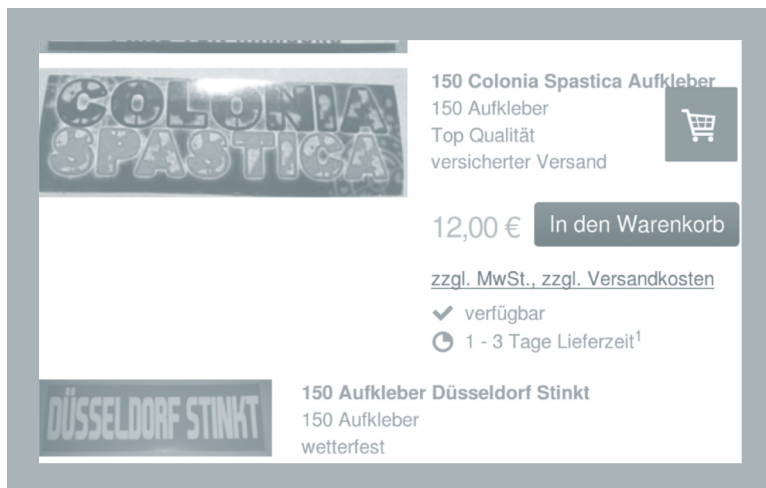 COLONIA
SPASTICA
150 Colonia Spastica Aufkleber
150 Aufkleber
Top Qualität
versicherter Versand
12,00 €
In den Warenkorb
zzgl. MwSt., zzgl. Versandkosten
verfügbar
1 - 3 Tage Lieferzeit¹
DÜSSELDORF STINKT
150 Aufkleber Düsseldorf Stinkt
150 Aufkleber
wetterfest